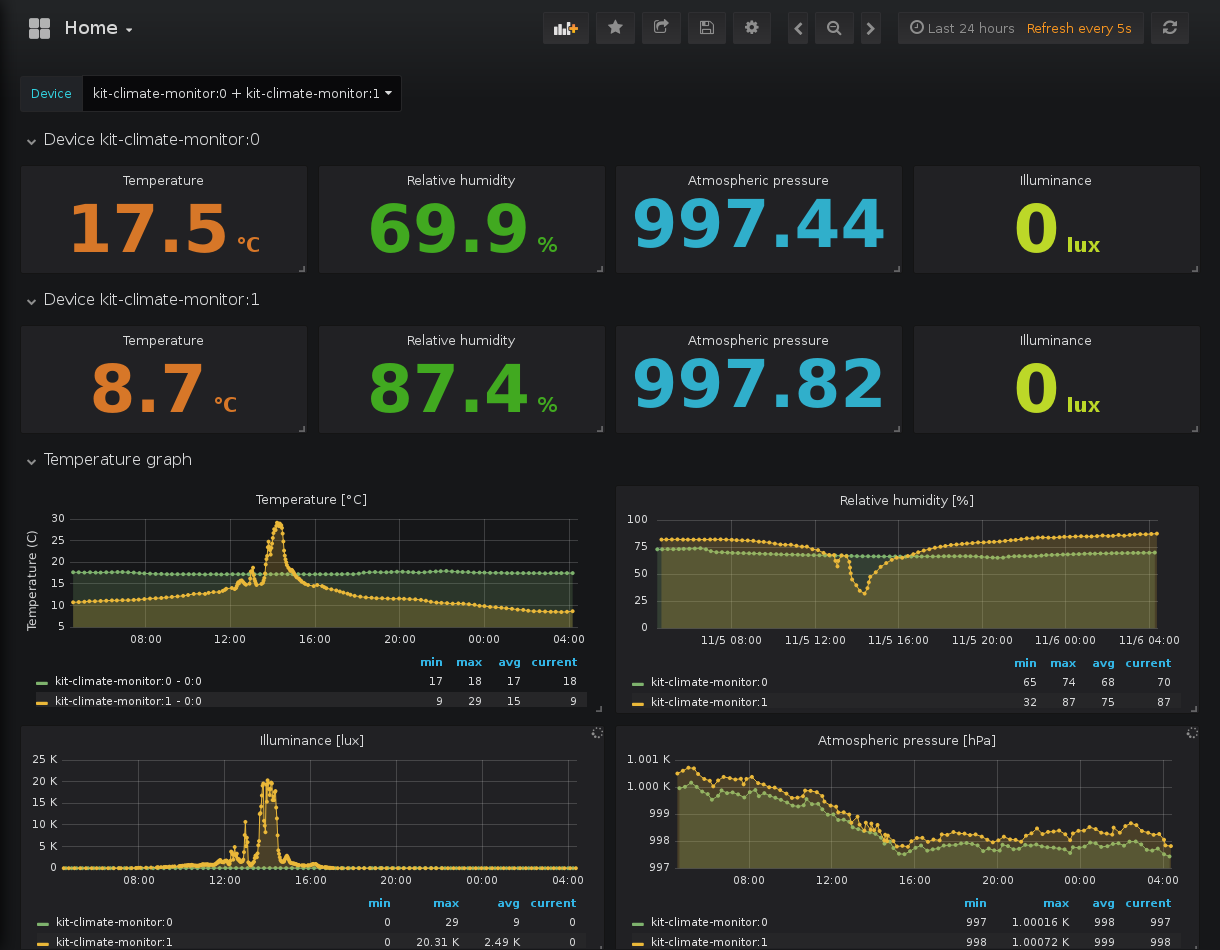 Home
Last 24 hours Refresh every 5s
Device kit-climate-monitor:0 + kit-climate-monitor:1
Device kit-climate-monitor:0
Temperature Relative humidity Atmospheric pressure Illuminance
17.5 °C 69.9 % 997.44 0 lux
Device kit-climate-monitor:1
Temperature Relative humidity Atmospheric pressure Illuminance
8.7 °C 87.4 % 997.82 0 lux
Temperature graph
Temperature [°C]
Temperature (C)
30
25
20
15
10
5
08:00 12:00 16:00 20:00 00:00 04:00
min max avg current
kit-climate-monitor:0 - 0:0 17 18 17 18
kit-climate-monitor:1 - 0:0 9 29 15 9
Relative humidity [%]
100
75
50
25
0
11/5 08:00 11/5 12:00 11/5 16:00 11/5 20:00 11/6 00:00 11/6 04:00
min max avg current
kit-climate-monitor:0 65 74 68 70
kit-climate-monitor:1 32 87 75 87
Illuminance [lux]
25 K
20 K
15 K
10 K
5 K
0
08:00 12:00 16:00 20:00 00:00 04:00
min max avg current
kit-climate-monitor:0 0 29 9 0
kit-climate-monitor:1 0 20.31 K 2.49 K 0
Atmospheric pressure [hPa]
1.001 K
1.000 K
999
998
997
08:00 12:00 16:00 20:00 00:00 04:00
min max avg current
kit-climate-monitor:0 997 1.00016 K 998 997
kit-climate-monitor:1 998 1.00072 K 999 998